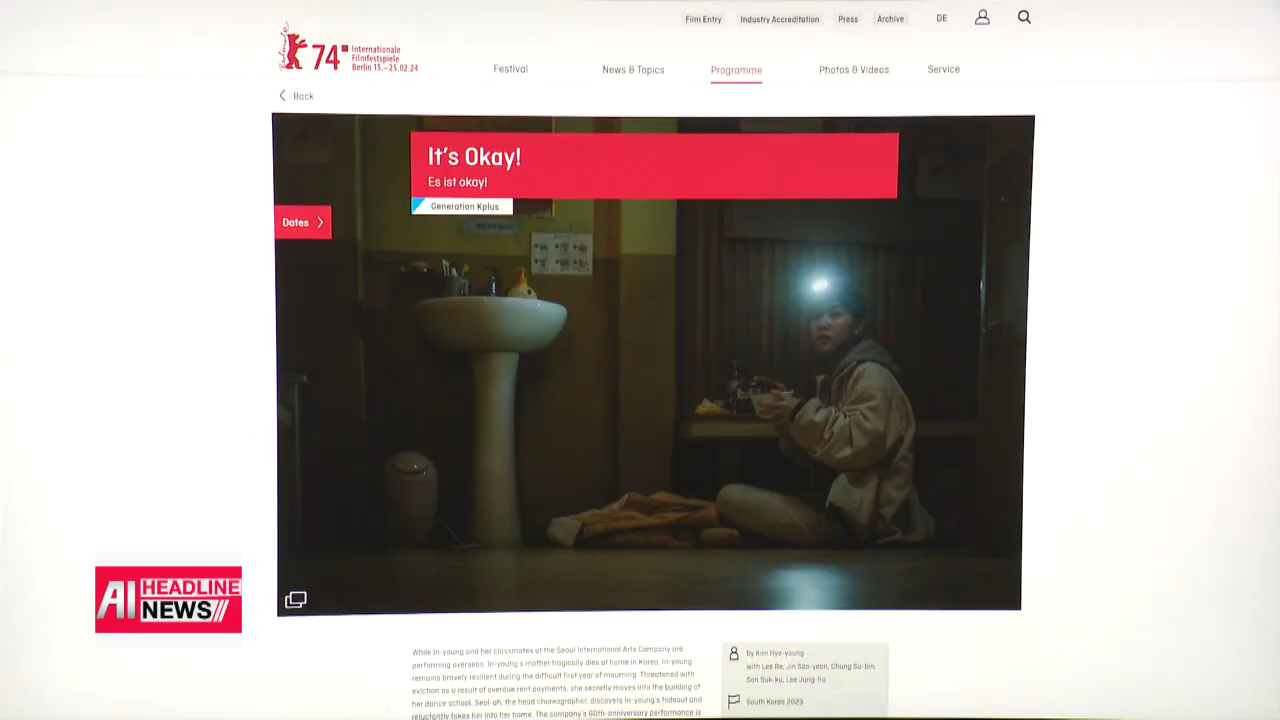 Film Entry
Industry Accreditation
Press
Archive
DE
74
Internationale
Filmfestspiele
Berlin 15.–25.02.24
Festival
News & Topics
Programme
Photos & Videos
Service
Back
It's Okay!
Es ist okay!
Generation Kplus
Dates
AI HEADLINE
NEWS
While In-young and her classmates of the Seoul International Arts Company are
performing overseas, In-young's mother tragically dies at home in Korea. In-young
remains bravely resilient during the difficult first year of mourning. Threatened with
eviction as a result of overdue rent payments, she secretly moves into the building of
her dance school. Seol-ah, the head choreographer, discovers In-young's hideout and
reluctantly takes her into her home. The company's 60th-anniversary performance is
by Kim Hye-young
with Lee Re, Jin Seo-yeon, Chung Su-bin,
Son Suk-ku, Lee Jung-ha
South Korea 2023